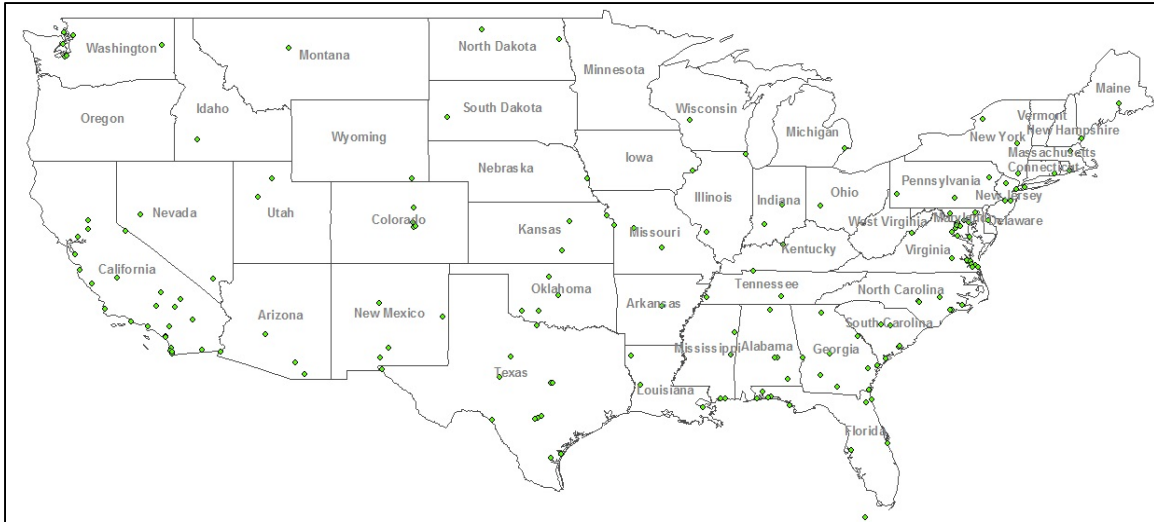 Washington
Montana
North Dakota
Minnesota
Maine
Oregon
Idaho
South Dakota
Wisconsin
Michigan
Vermont
New Hampshire
New York
Massachusetts
Connecticut
Wyoming
Iowa
Nebraska
Pennsylvania
New Jersey
Nevada
Utah
Colorado
Illinois
Indiana
Ohio
Kansas
Missouri
West Virginia
Maryland
Delaware
Kentucky
Virginia
California
Oklahoma
Tennessee
North Carolina
Arizona
New Mexico
Arkansas
South Carolina
Mississippi
Alabama
Georgia
Texas
Louisiana
Florida